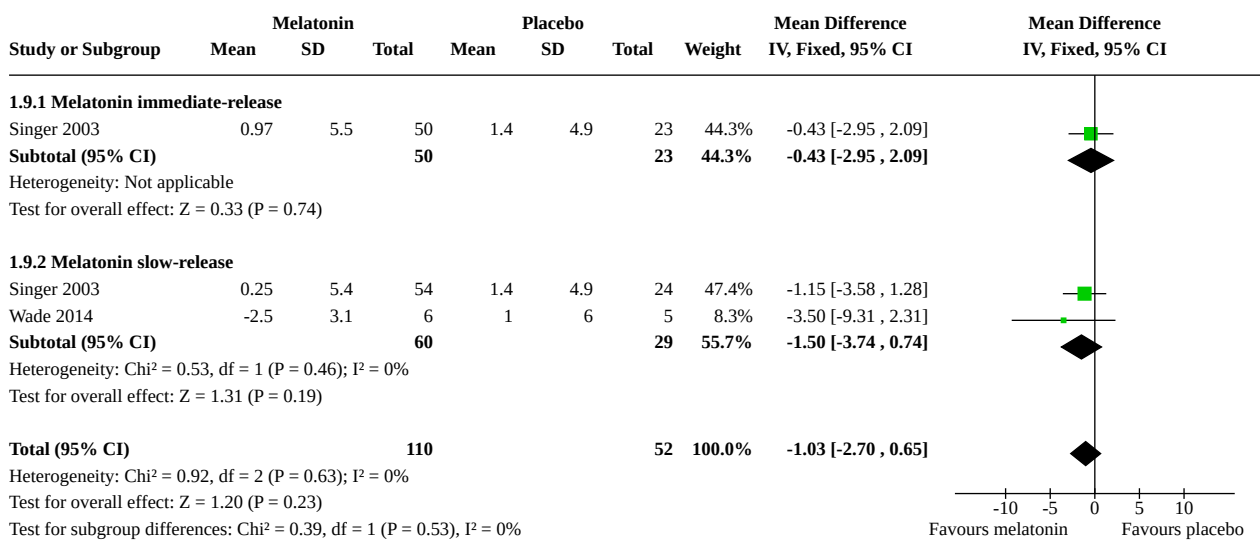 Melatonin Placebo Mean Difference Mean Difference
Study or Subgroup Mean SD Total Mean SD Total Weight IV, Fixed, 95% CI IV, Fixed, 95% CI
1.9.1 Melatonin immediate-release
Singer 2003 0.97 5.5 50 1.4 4.9 23 44.3% -0.43 [-2.95 , 2.09]
Subtotal (95% CI) 50 23 44.3% -0.43 [-2.95 , 2.09]
Heterogeneity: Not applicable
Test for overall effect: Z = 0.33 (P = 0.74)
1.9.2 Melatonin slow-release
Singer 2003 0.25 5.4 54 1.4 4.9 24 47.4% -1.15 [-3.58 , 1.28]
Wade 2014 -2.5 3.1 6 1 6 5 8.3% -3.50 [-9.31 , 2.31]
Subtotal (95% CI) 60 29 55.7% -1.50 [-3.74 , 0.74]
Heterogeneity: Chi² = 0.53, df = 1 (P = 0.46); I² = 0%
Test for overall effect: Z = 1.31 (P = 0.19)
Total (95% CI) 110 52 100.0% -1.03 [-2.70 , 0.65]
Heterogeneity: Chi² = 0.92, df = 2 (P = 0.63); I² = 0%
Test for overall effect: Z = 1.20 (P = 0.23)
Test for subgroup differences: Chi² = 0.39, df = 1 (P = 0.53), I² = 0%
-10 -5 0 5 10
Favours melatonin Favours placebo